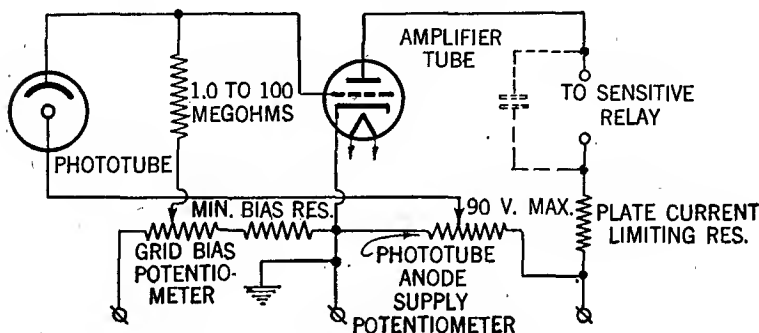 AMPLIFIER
TUBE
1.0 TO 100
MEGOHMS
TO SENSITIVE
RELAY
PHOTOTUBE
MIN. BIAS RES.
90 V. MAX.
PLATE CURRENT
LIMITING RES.
GRID BIAS
POTENTIO-
METER
PHOTOTUBE
ANODE
SUPPLY
POTENTIOMETER